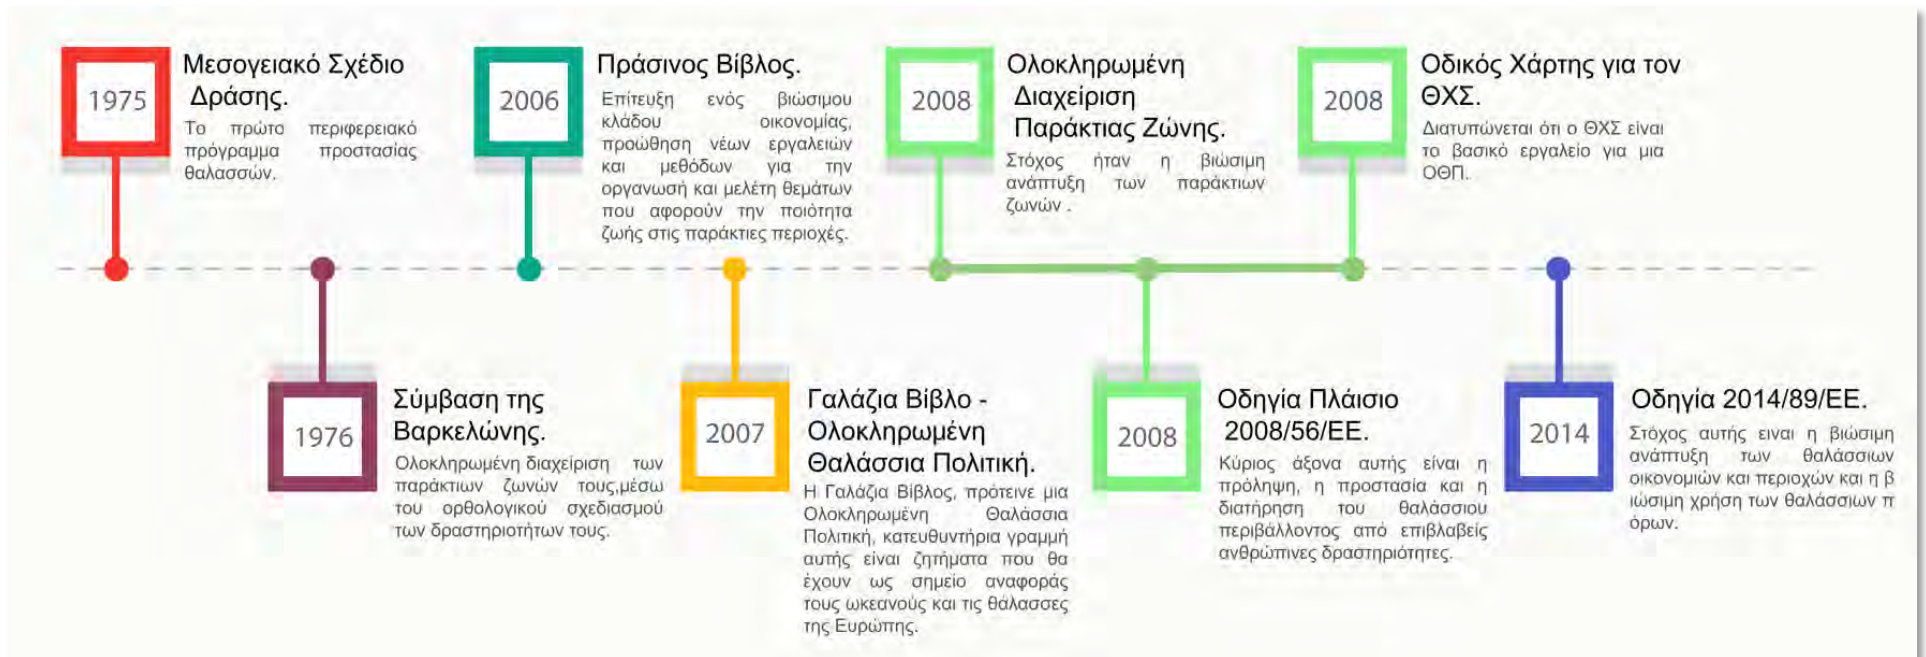 1975
Μεσογειακό Σχέδιο
Δράσης.
Το πρώτο περιφερειακό
πρόγραμμα προστασίας
θαλασσών.
1976
Σύμβαση της
Βαρκελώνης.
Ολοκληρωμένη διαχείριση των
παράκτιων ζωνών τους,μέσω
του ορθολογικού σχεδιασμού
των δραστηριοτήτων τους.
2006
Πράσινος Βίβλος.
Επίτευξη ενός βιώσιμου
κλάδου οικονομίας,
προώθηση νέων εργαλειών
και μεθόδων για την
οργανωσή και μελέτη θεμάτων
που αφορούν την ποιότητα
ζωής στις παράκτιες περιοχές.
2007
Γαλάζια Βίβλο -
Ολοκληρωμένη
Θαλάσσια Πολιτική.
Η Γαλάζια Βίβλος, πρότεινε μια
Ολοκληρωμένη Θαλάσσια
Πολιτική, κατευθυντήρια γραμμή
αυτής είναι ζητήματα που θα
έχουν ως σημείο αναφοράς
τους ωκεανούς και τις θάλασσες
της Ευρώπης.
2008
Ολοκληρωμένη
Διαχείριση
Παράκτιας Ζώνης.
Στόχος ήταν η βιώσιμη
ανάπτυξη των παράκτιων
ζωνών .
2008
Οδηγία Πλάισιο
2008/56/ΕΕ.
Κύριος άξονα αυτής είναι η
πρόληψη, η προστασία και η
διατήρηση του θαλάσσιου
περιβάλλοντος από επιβλαβείς
ανθρώπινες δραστηριότητες.
2008
Οδικός Χάρτης για τον
ΘΧΣ.
Διατυπώνεται ότι ο ΘΧΣ είναι
το βασικό εργαλείο για μια
ΟΘΠ.
2014
Οδηγία 2014/89/ΕΕ.
Στόχος αυτής ειναι η βιώσιμη
ανάπτυξη των θαλάσσιων
οικονομιών και περιοχών και η β
ιώσιμη χρήση των θαλάσσιων π
όρων.